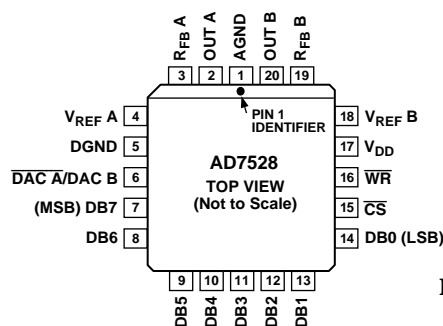 RFB A
OUT A
AGND
OUT B
RFB B
3 2 1 20 19
VREF A 4
DGND 5
DAC A/DAC B 6
(MSB) DB7 7
DB6 8
PIN 1
IDENTIFIER
AD7528
TOP VIEW
(Not to Scale)
18 VREF B
17 VDD
16 WR
15 CS
14 DB0 (LSB)
9 10 11 12 13
DB5
DB4
DB3
DB2
DB1